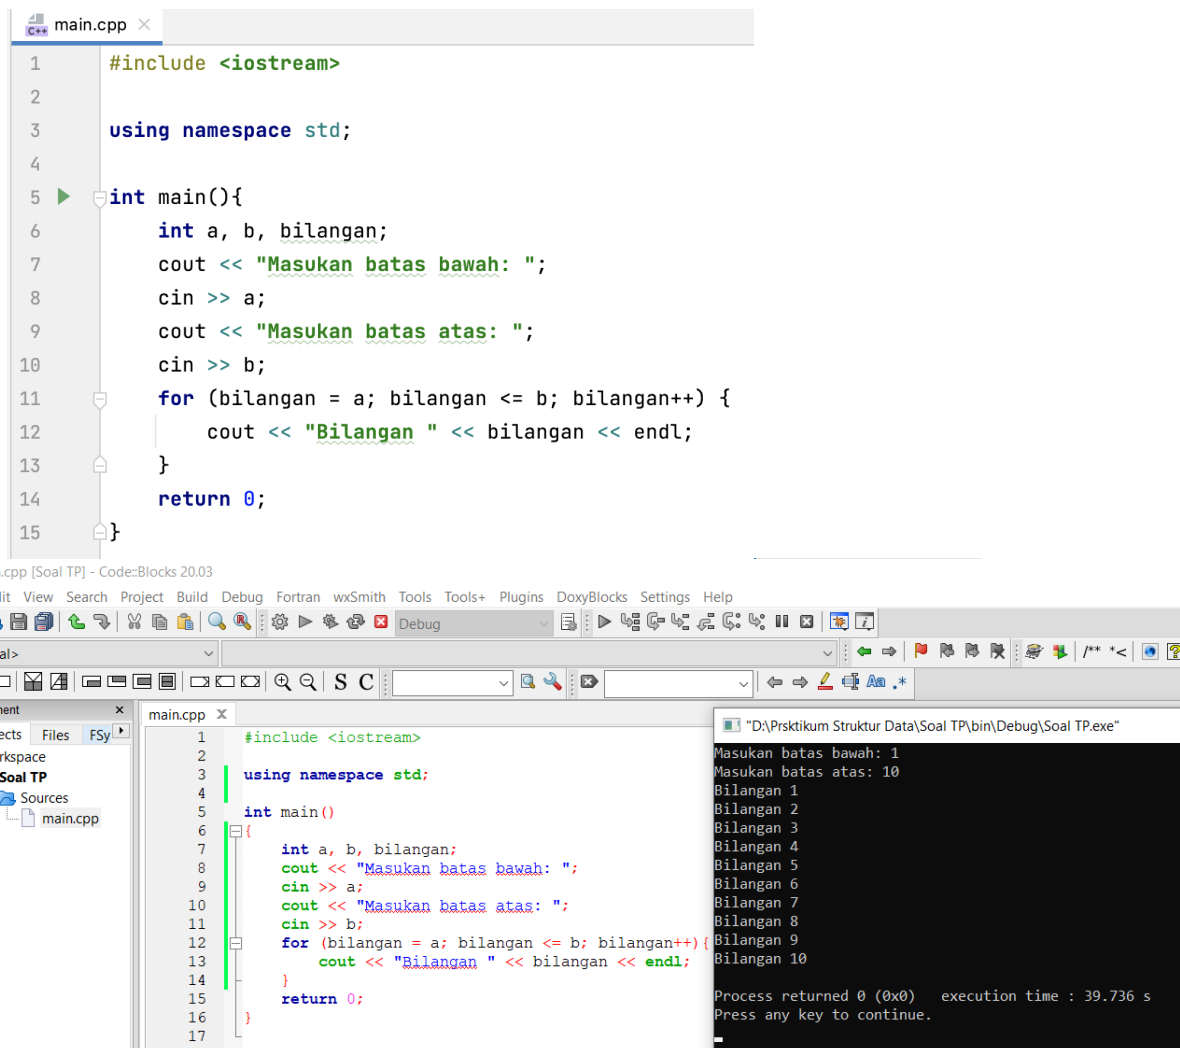 main.cpp
1 #include <iostream>
2
3 using namespace std;
4
5 int main(){
6 int a, b, bilangan;
7 cout << "Masukan batas bawah: ";
8 cin >> a;
9 cout << "Masukan batas atas: ";
10 cin >> b;
11 for (bilangan = a; bilangan <= b; bilangan++) {
12 cout << "Bilangan " << bilangan << endl;
13 }
14 return 0;
15 }
.cpp [Soal TP] - Code::Blocks 20.03
it View Search Project Build Debug Fortran wxSmith Tools Tools+ Plugins DoxyBlocks Settings Help
Debug
al>
/** *<
S C
Aa .*
ent
ects Files FSy
rkspace
Soal TP
Sources
main.cpp
main.cpp X
1 #include <iostream>
2
3 using namespace std;
4
5 int main()
6 {
7 int a, b, bilangan;
8 cout << "Masukan batas bawah: ";
9 cin >> a;
10 cout << "Masukan batas atas: ";
11 cin >> b;
12 for (bilangan = a; bilangan <= b; bilangan++){
13 cout << "Bilangan " << bilangan << endl;
14 }
15 return 0;
16 }
17
"D:\Prsktikum Struktur Data\Soal TP\bin\Debug\Soal TP.exe"
Masukan batas bawah: 1
Masukan batas atas: 10
Bilangan 1
Bilangan 2
Bilangan 3
Bilangan 4
Bilangan 5
Bilangan 6
Bilangan 7
Bilangan 8
Bilangan 9
Bilangan 10
Process returned 0 (0x0) execution time : 39.736 s
Press any key to continue.